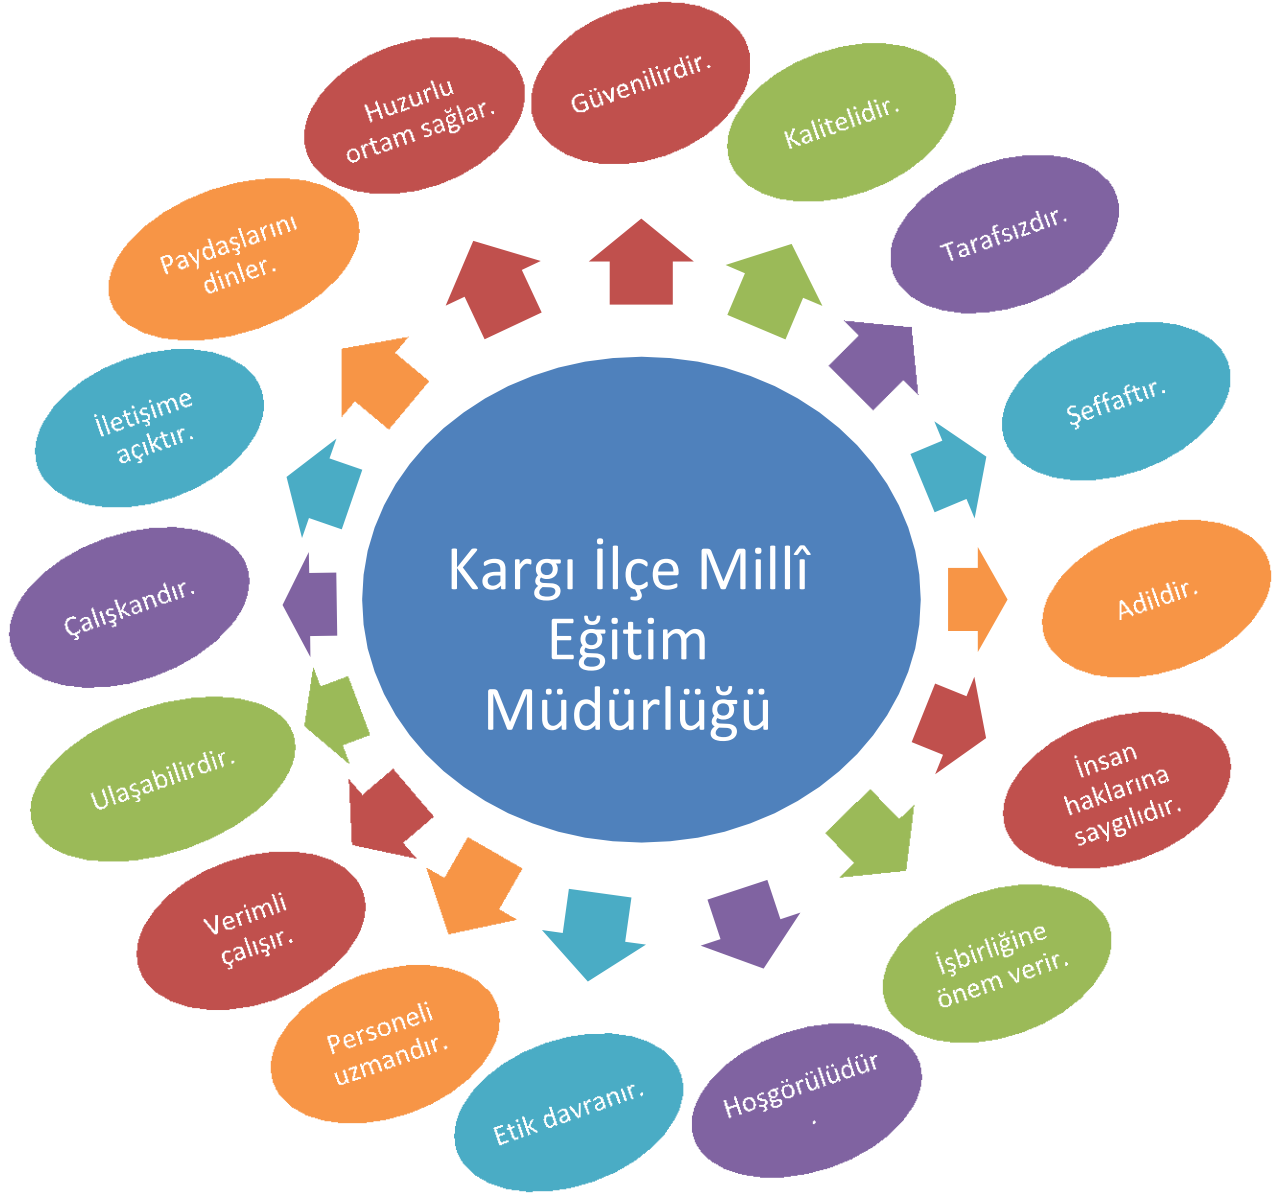 Güvenilirdir.
Kalitelidir.
Tarafsızdır.
Şeffaftır.
Adildir.
İnsan
haklarına
saygılıdır.
İşbirliğine
önem verir.
Hoşgörülüdür
.
Etik davranır.
Personeli
uzmandır.
Verimli
çalışır.
Ulaşabilirdir.
Çalışkandır.
İletişime
açıktır.
Paydaşlarını
dinler.
Huzurlu
ortam sağlar.
Kargı İlçe Millî
Eğitim
Müdürlüğü